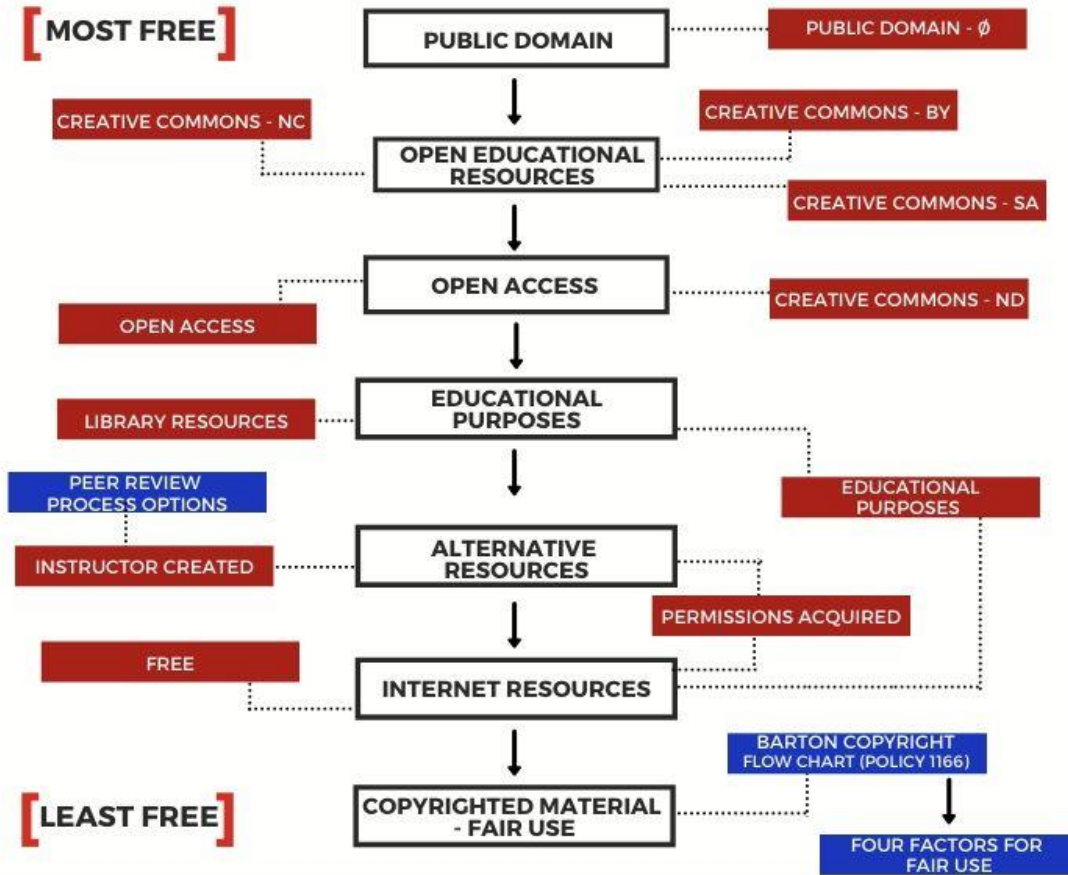 [MOST FREE]
PUBLIC DOMAIN
PUBLIC DOMAIN - Ø
CREATIVE COMMONS - NC
CREATIVE COMMONS - BY
OPEN EDUCATIONAL
RESOURCES
CREATIVE COMMONS - SA
OPEN ACCESS
CREATIVE COMMONS - ND
OPEN ACCESS
EDUCATIONAL
PURPOSES
LIBRARY RESOURCES
PEER REVIEW
PROCESS OPTIONS
EDUCATIONAL
PURPOSES
ALTERNATIVE
RESOURCES
INSTRUCTOR CREATED
PERMISSIONS ACQUIRED
FREE
INTERNET RESOURCES
BARTON COPYRIGHT
FLOW CHART (POLICY 1166)
[LEAST FREE]
COPYRIGHTED MATERIAL
- FAIR USE
FOUR FACTORS FOR
FAIR USE